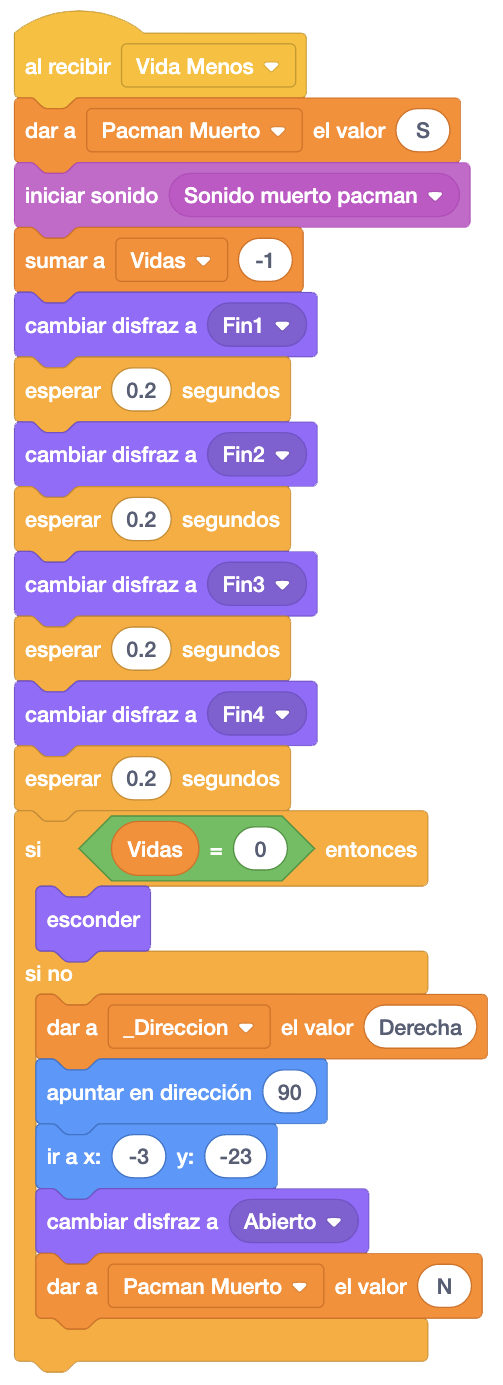 al recibir Vida Menos
dar a Pacman Muerto el valor S
iniciar sonido Sonido muerto pacman
sumar a Vidas -1
cambiar disfraz a Fin1
esperar 0.2 segundos
cambiar disfraz a Fin2
esperar 0.2 segundos
cambiar disfraz a Fin3
esperar 0.2 segundos
cambiar disfraz a Fin4
esperar 0.2 segundos
si Vidas = 0 entonces
esconder
si no
dar a _Direccion el valor Derecha
apuntar en dirección 90
ir a x: -3 y: -23
cambiar disfraz a Abierto
dar a Pacman Muerto el valor N